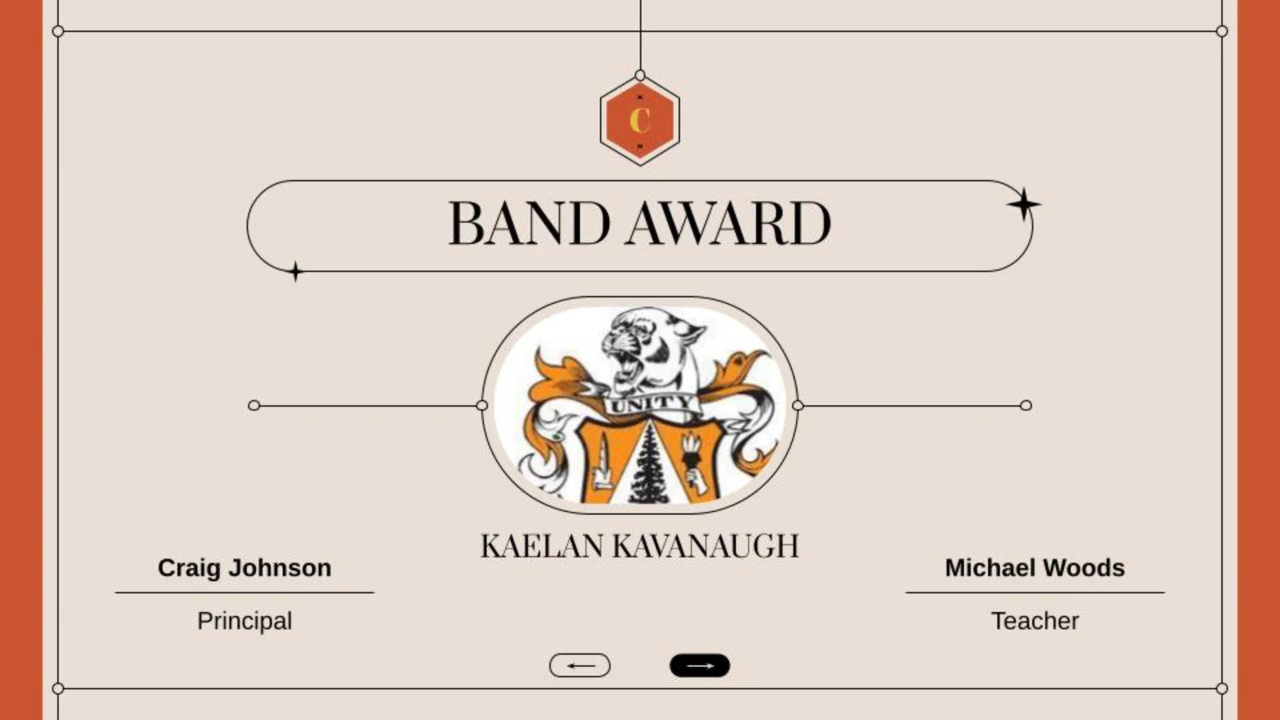 C
BAND AWARD
UNITY
KAELAN KAVANAUGH
Craig Johnson
Principal
Michael Woods
Teacher